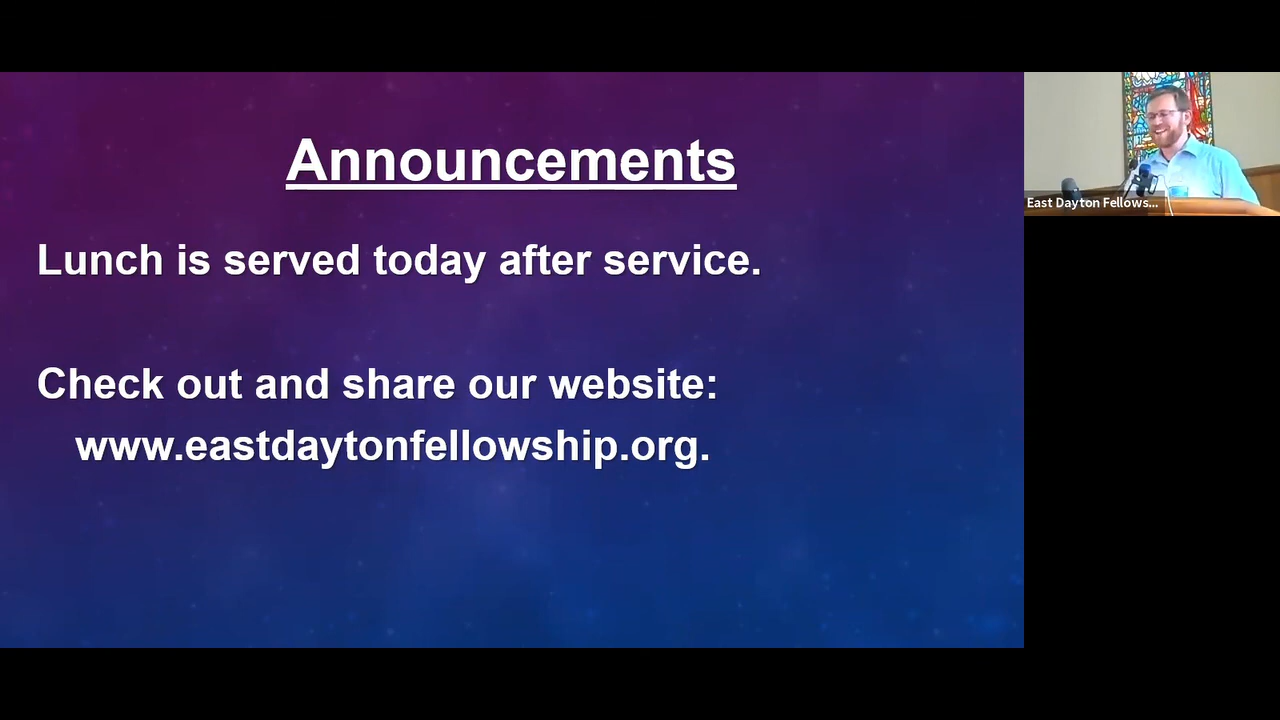 Announcements
Lunch is served today after service.
Check out and share our website:
www.eastdaytonfellowship.org.
East Dayton Fellows...